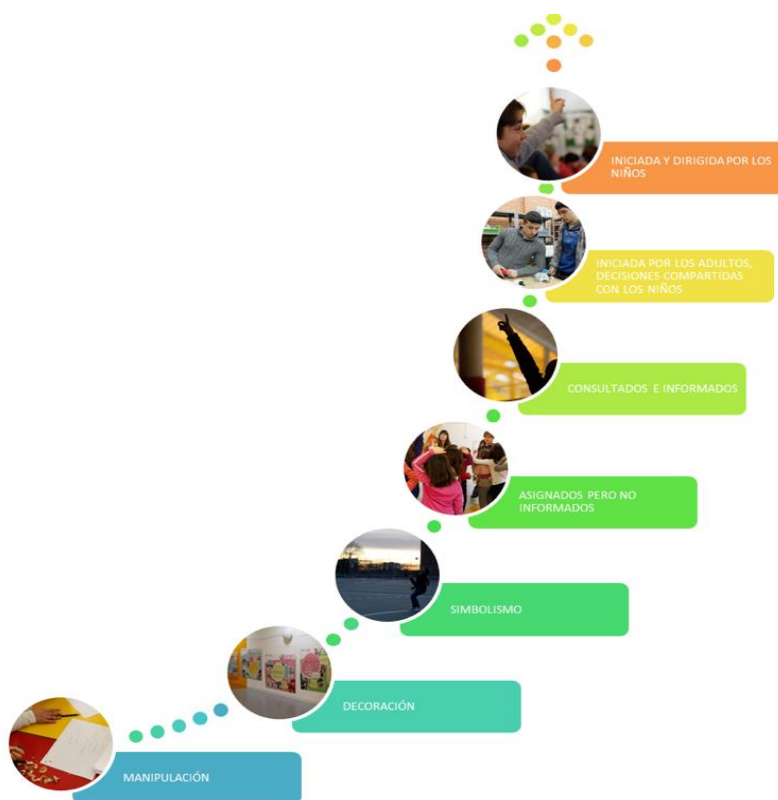 INICIADA Y DIRIGIDA POR LOS
NIÑOS
INICIADA POR LOS ADULTOS,
DECISIONES COMPARTIDAS
CON LOS NIÑOS
CONSULTADOS E INFORMADOS
ASIGNADOS PERO NO
INFORMADOS
SIMBOLISMO
DECORACIÓN
MANIPULACIÓN